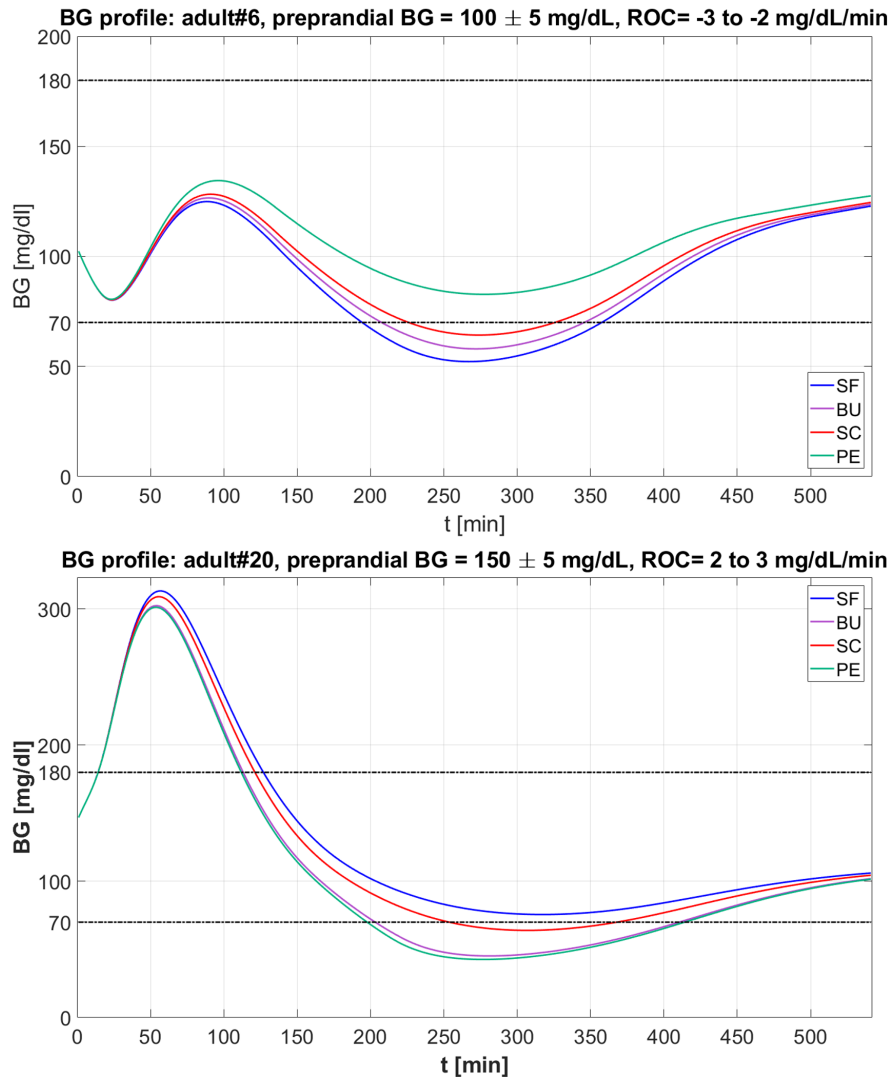 BG profile: adult#6, preprandial BG = 100 ± 5 mg/dL, ROC= -3 to -2 mg/dL/min
200
180
150
100
70
50
0
BG [mg/dl]
SF
BU
SC
PE
0 50 100 150 200 250 300 350 400 450 500
t [min]
BG profile: adult#20, preprandial BG = 150 ± 5 mg/dL, ROC= 2 to 3 mg/dL/min
300
200
180
100
70
0
BG [mg/dl]
SF
BU
SC
PE
0 50 100 150 200 250 300 350 400 450 500
t [min]